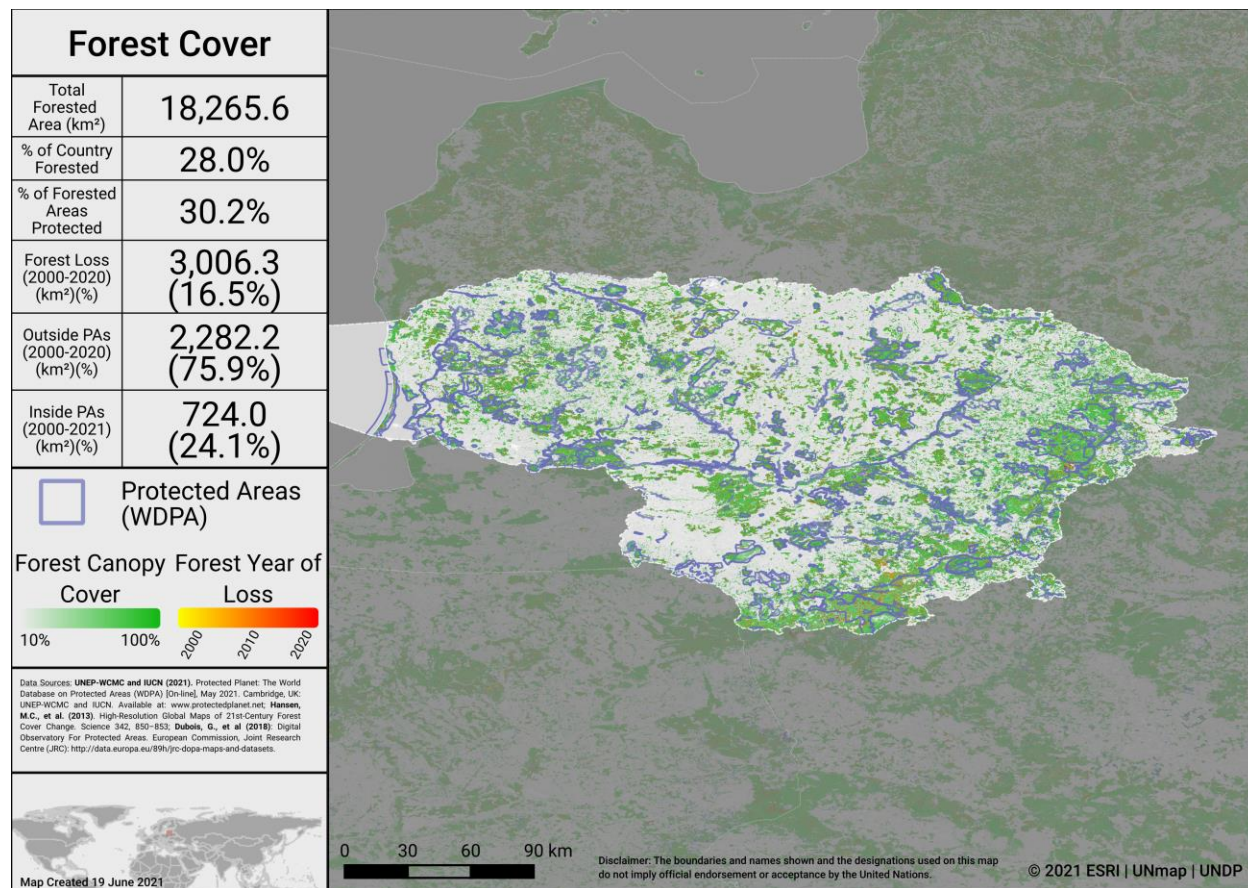 Forest Cover
Total
Forested
Area (km²)
18,265.6
% of Country
Forested
28.0%
% of Forested
Areas
Protected
30.2%
Forest Loss
(2000-2020)
(km²)(%)
3,006.3
(16.5%)
Outside PAs
(2000-2020)
(km²)(%)
2,282.2
(75.9%)
Inside PAs
(2000-2021)
(km²)(%)
724.0
(24.1%)
Protected Areas
(WDPA)
Forest Canopy
Cover
10% 100%
Forest Year of
Loss
2000 2010 2020
Data Sources: UNEP-WCMC and IUCN (2021). Protected Planet: The World
Database on Protected Areas (WDPA) [On-line], May 2021. Cambridge, UK:
UNEP-WCMC and IUCN. Available at: www.protectedplanet.net; Hansen,
M.C., et al. (2013). High-Resolution Global Maps of 21st-Century Forest
Cover Change. Science 342, 850–853; Dubois, G., et al (2018): Digital
Observatory For Protected Areas. European Commission, Joint Research
Centre (JRC): http://data.europa.eu/89h/jrc-dopa-maps-and-datasets.
Map Created 19 June 2021
0 30 60 90 km
Disclaimer: The boundaries and names shown and the designations used on this map
do not imply official endorsement or acceptance by the United Nations.
© 2021 ESRI | UNmap | UNDP